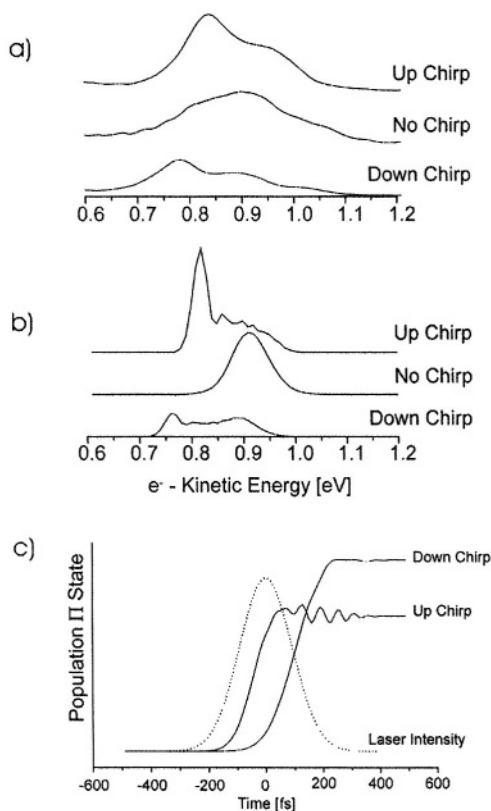 a)
Up Chirp
No Chirp
Down Chirp
0.6 0.7 0.8 0.9 1.0 1.1 1.2
b)
Up Chirp
No Chirp
Down Chirp
0.6 0.7 0.8 0.9 1.0 1.1 1.2
e⁻ - Kinetic Energy [eV]
c)
Population Π State
Down Chirp
Up Chirp
Laser Intensity
-600 -400 -200 0 200 400 600
Time [fs]